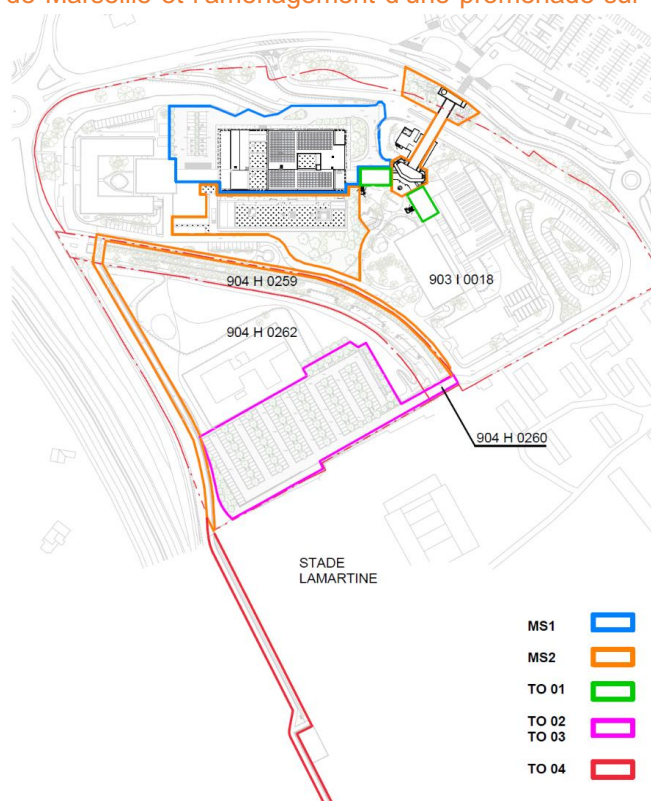 de Marseille et l'aménagement d'une promenade sur
904 H 0259
903 I 0018
904 H 0262
904 H 0260
STADE
LAMARTINE
MS1
MS2
TO 01
TO 02
TO 03
TO 04